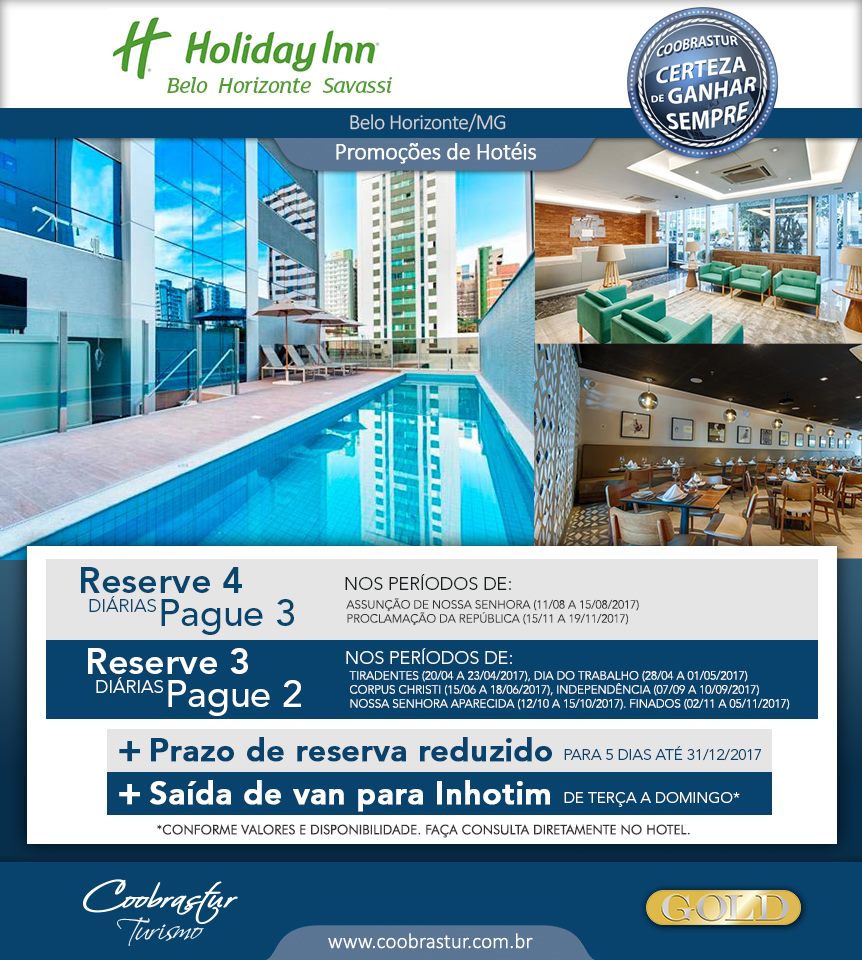 Holiday Inn®
Belo Horizonte Savassi
COOBRASTUR
CERTEZA
DE GANHAR
SEMPRE
Belo Horizonte/MG
Promoções de Hotéis
Reserve 4
DIÁRIAS Pague 3
NOS PERÍODOS DE:
ASSUNÇÃO DE NOSSA SENHORA (11/08 A 15/08/2017)
PROCLAMAÇÃO DA REPÚBLICA (15/11 A 19/11/2017)
Reserve 3
DIÁRIAS Pague 2
NOS PERÍODOS DE:
TIRADENTES (20/04 A 23/04/2017), DIA DO TRABALHO (28/04 A 01/05/2017)
CORPUS CHRISTI (15/06 A 18/06/2017), INDEPENDÊNCIA (07/09 A 10/09/2017)
NOSSA SENHORA APARECIDA (12/10 A 15/10/2017). FINADOS (02/11 A 05/11/2017)
+ Prazo de reserva reduzido PARA 5 DIAS ATÉ 31/12/2017
+ Saída de van para Inhotim DE TERÇA A DOMINGO*
*CONFORME VALORES E DISPONIBILIDADE. FAÇA CONSULTA DIRETAMENTE NO HOTEL.
Coobrastur
Turismo
GOLD
www.coobrastur.com.br